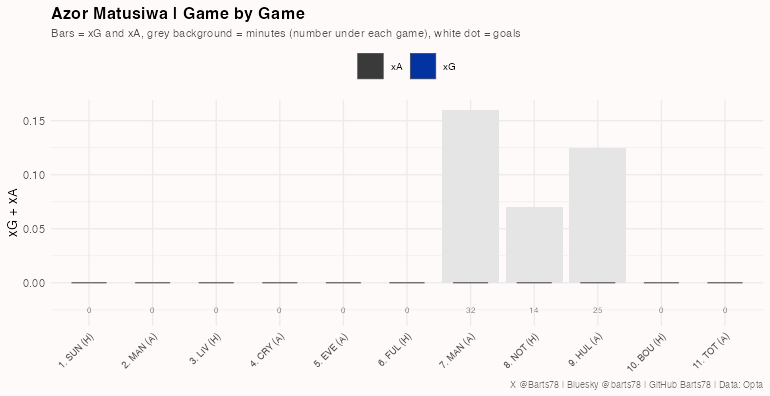 Azor Matusiwa | Game by Game
Bars = xG and xA, grey background = minutes (number under each game), white dot = goals
xA xG
xG + xA
0.15
0.10
0.05
0.00
0 0 0 0 0 0 32 14 25 0 0
1. SUN (H)
2. MAN (A)
3. LIV (H)
4. CRY (A)
5. EVE (A)
6. FUL (H)
7. MAN (A)
8. NOT (H)
9. HUL (A)
10. BOU (H)
11. TOT (A)
X @Barts78 | Bluesky @barts78 | GitHub Barts78 | Data: Opta